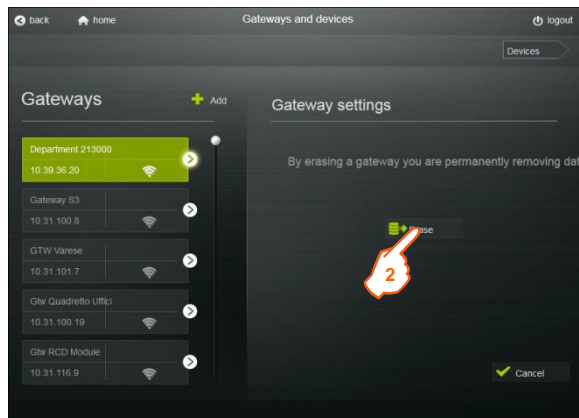 back
home
Gateways and devices
logout
Devices
Gateways
Add
Gateway settings
Department 213000
10.39.36.20
By erasing a gateway you are permanently removing dat
Gateway S3
10.31.100.8
GTW Varese
10.31.101.7
2
Gtw Quadretto Uffici
10.31.100.19
Gtw RCD Module
10.31.116.9
Cancel